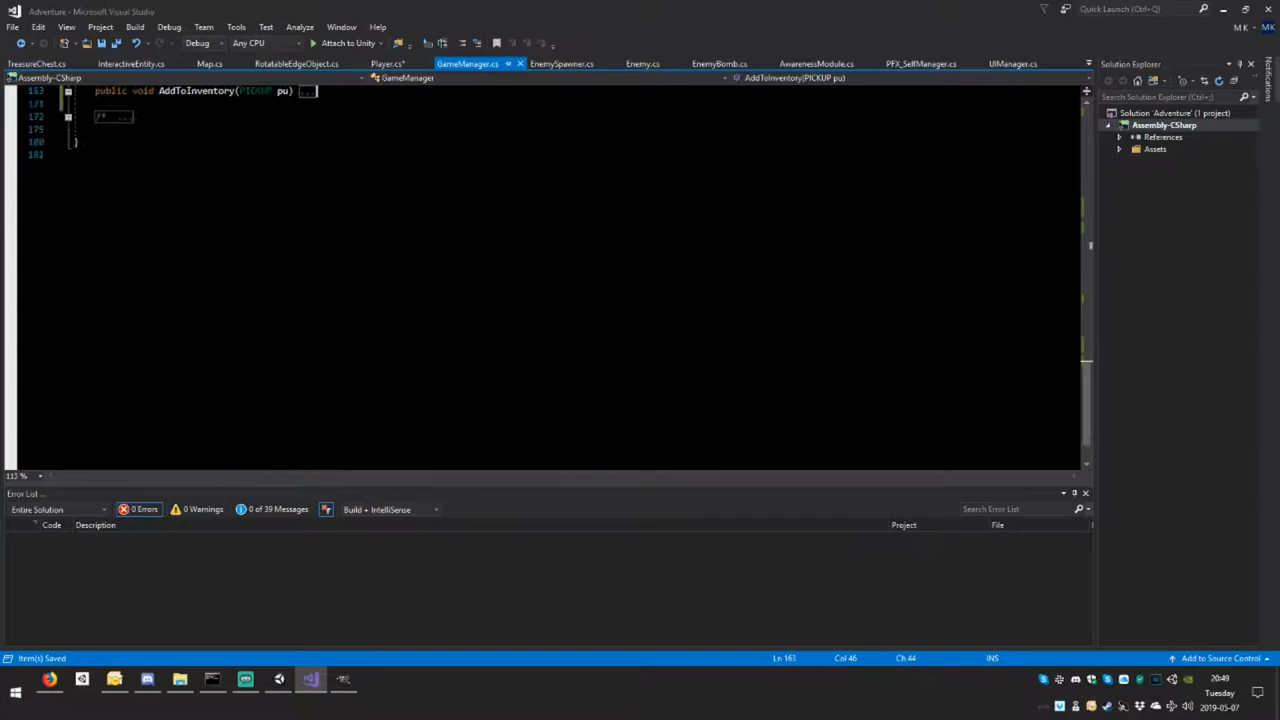 Adventure - Microsoft Visual Studio
Quick Launch (Ctrl+Q)
File Edit View Project Build Debug Team Tools Test Analyze Window Help
M K MK
Debug Any CPU Attach to Unity
TreasureChest.cs InteractiveEntity.cs Map.cs RotatableEdgeObject.cs Player.cs* GameManager.cs EnemySpawner.cs Enemy.cs EnemyBomb.cs AwarenessModule.cs PFX_SelfManager.cs UIManager.cs
Solution Explorer
Assembly-CSharp GameManager AddToInventory(PICKUP pu)
153 public void AddToInventory(PICKUP pu) ...
171
172 /* ...
175
180 }
182
Search Solution Explorer (Ctrl+;)
Solution 'Adventure' (1 project)
Assembly-CSharp
References
Assets
113 %
Error List ...
Entire Solution 0 Errors 0 Warnings 0 of 39 Messages Build + IntelliSense Search Error List
Code Description Project File
Item(s) Saved Ln 163 Col 46 Ch 44 INS Add to Source Control
20:49
Tuesday
2019-05-07